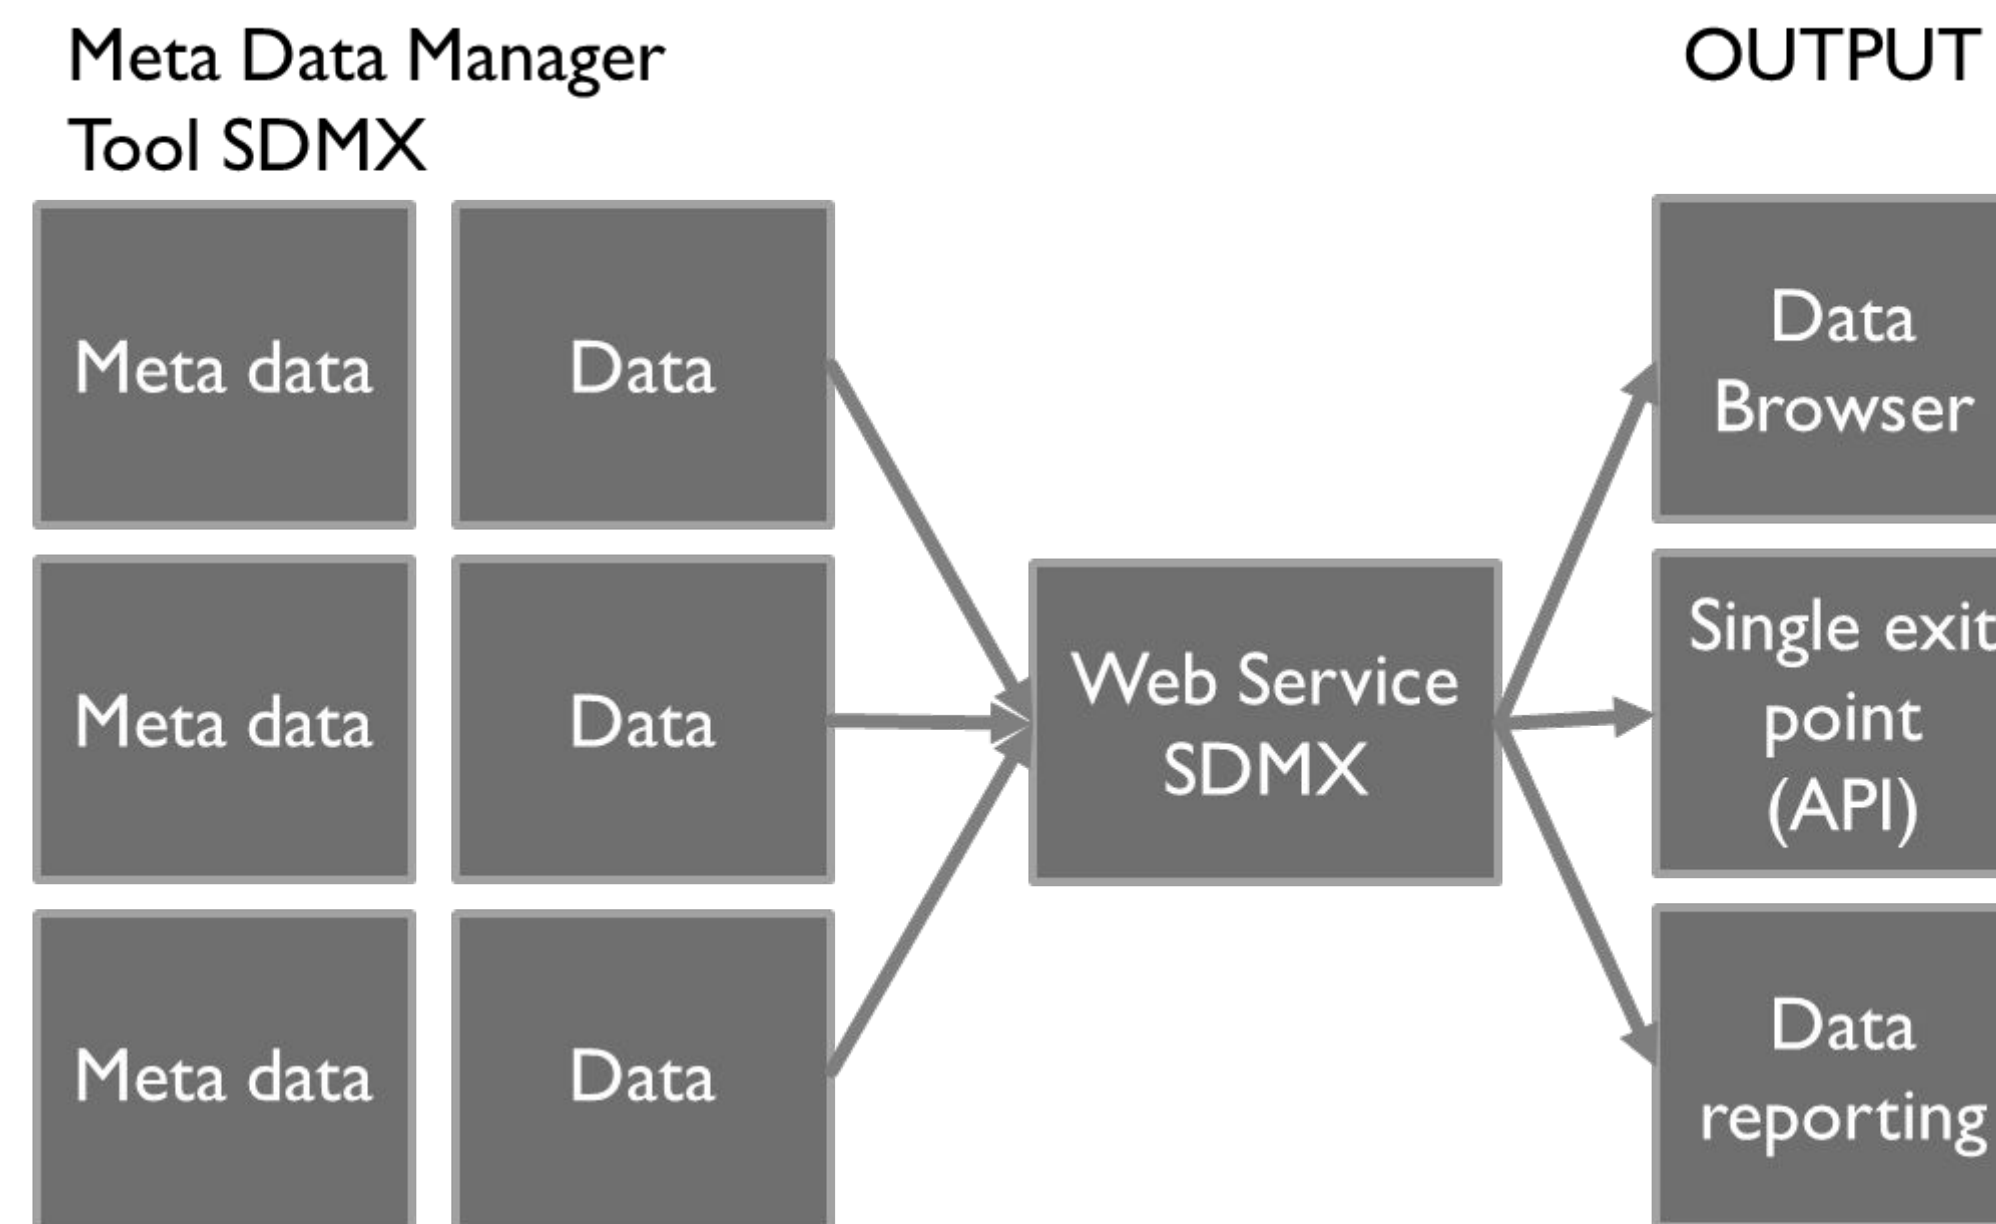 Meta Data Manager
Tool SDMX
OUTPUT
Meta data
Data
Data
Browser
Meta data
Data
Web Service
SDMX
Single exit
point
(API)
Meta data
Data
Data
reporting